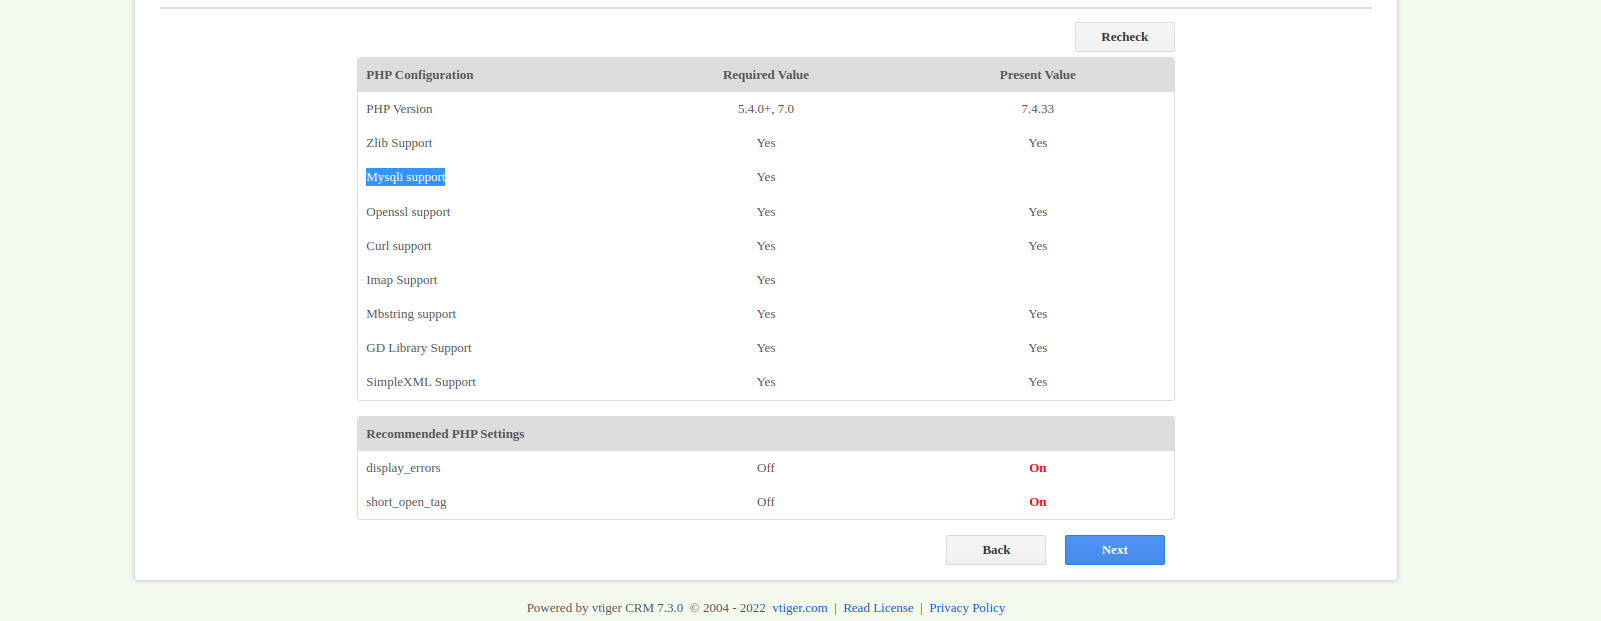 Recheck
PHP Configuration Required Value Present Value
PHP Version 5.4.0+, 7.0 7.4.33
Zlib Support Yes Yes
Mysqli support Yes
Openssl support Yes Yes
Curl support Yes Yes
Imap Support Yes
Mbstring support Yes Yes
GD Library Support Yes Yes
SimpleXML Support Yes Yes
Recommended PHP Settings
display_errors Off On
short_open_tag Off On
Back Next
Powered by vtiger CRM 7.3.0 © 2004 - 2022 vtiger.com | Read License | Privacy Policy